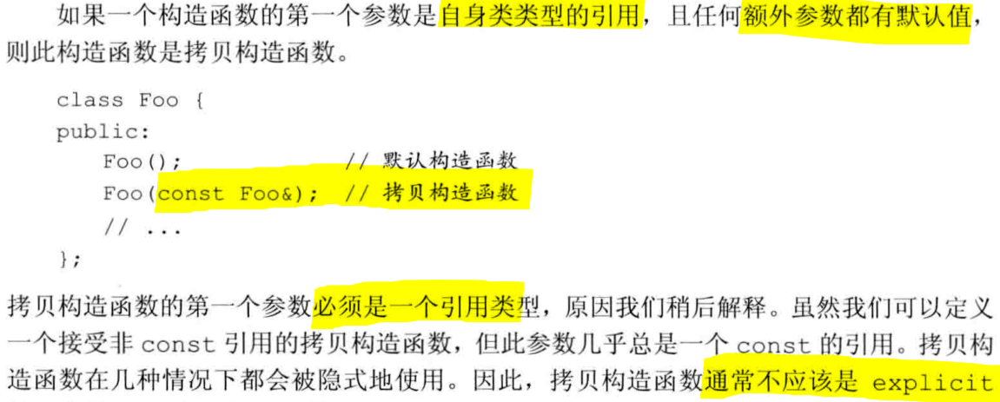 如果一个构造函数的第一个参数是自身类类型的引用，且任何额外参数都有默认值，
则此构造函数是拷贝构造函数。
class Foo {
public:
Foo(); // 默认构造函数
Foo(const Foo&); // 拷贝构造函数
// ...
};
拷贝构造函数的第一个参数必须是一个引用类型，原因我们稍后解释。虽然我们可以定义
一个接受非 const 引用的拷贝构造函数，但此参数几乎总是一个 const 的引用。拷贝构
造函数在几种情况下都会被隐式地使用。因此，拷贝构造函数通常不应该是 explicit